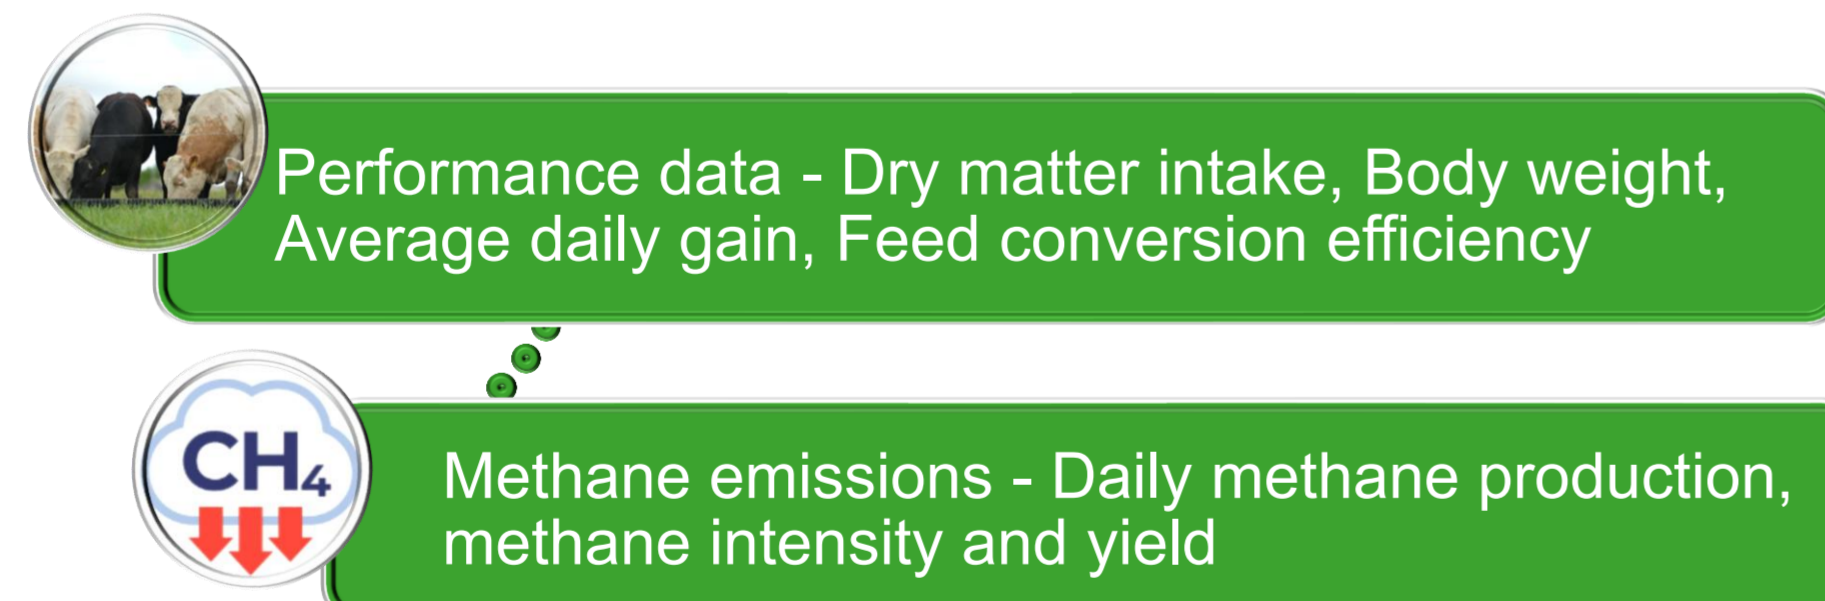 Performance data - Dry matter intake, Body weight,
Average daily gain, Feed conversion efficiency
CH₄
Methane emissions - Daily methane production,
methane intensity and yield